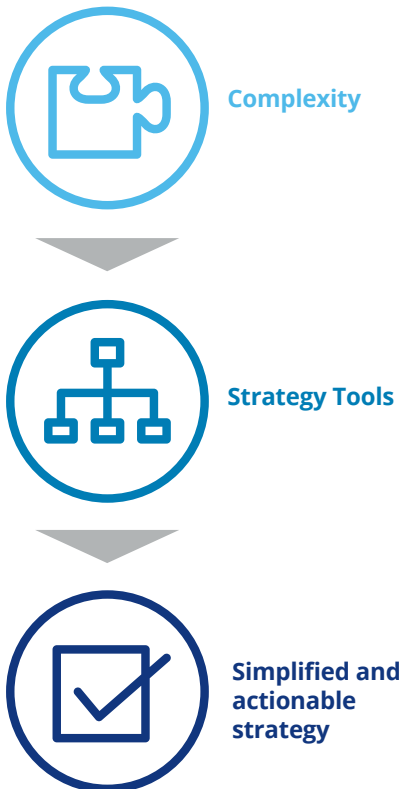 Complexity
Strategy Tools
Simplified and
actionable
strategy